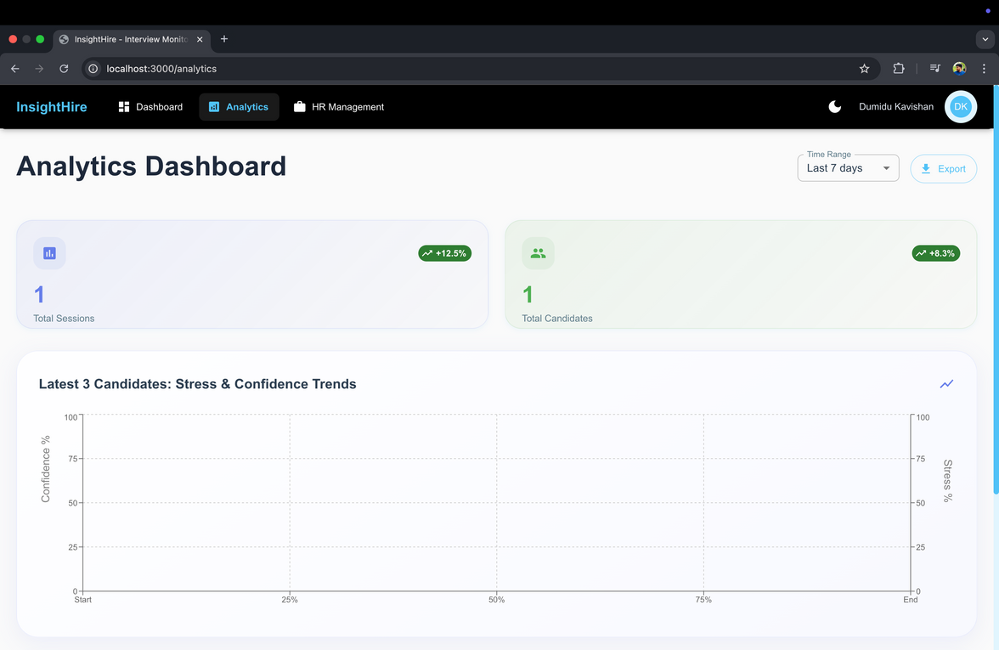 InsightHire - Interview Monito
localhost:3000/analytics
InsightHire
Dashboard
Analytics
HR Management
Dumidu Kavishan
DK
Analytics Dashboard
Time Range
Last 7 days
Export
+12.5%
1
Total Sessions
+8.3%
1
Total Candidates
Latest 3 Candidates: Stress & Confidence Trends
Confidence %
100
75
50
25
0
Start
25%
50%
75%
End
100
75
50
25
0
Stress %